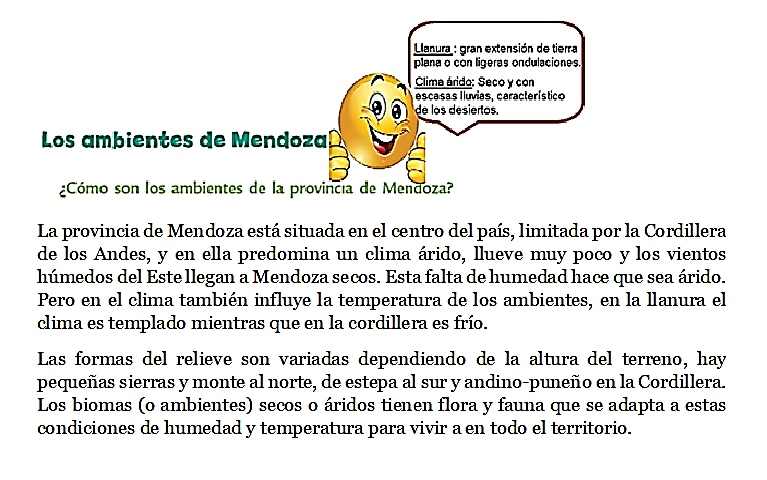 Llanura : gran extensión de tierra
plana o con ligeras ondulaciones.
Clima árido: Seco y con
escasas lluvias, característico
de los desiertos.
Los ambientes de Mendoza
¿Cómo son los ambientes de la provincia de Mendoza?
La provincia de Mendoza está situada en el centro del país, limitada por la Cordillera
de los Andes, y en ella predomina un clima árido, llueve muy poco y los vientos
húmedos del Este llegan a Mendoza secos. Esta falta de humedad hace que sea árido.
Pero en el clima también influye la temperatura de los ambientes, en la llanura el
clima es templado mientras que en la cordillera es frío.
Las formas del relieve son variadas dependiendo de la altura del terreno, hay
pequeñas sierras y monte al norte, de estepa al sur y andino-puneño en la Cordillera.
Los biomas (o ambientes) secos o áridos tienen flora y fauna que se adapta a estas
condiciones de humedad y temperatura para vivir a en todo el territorio.